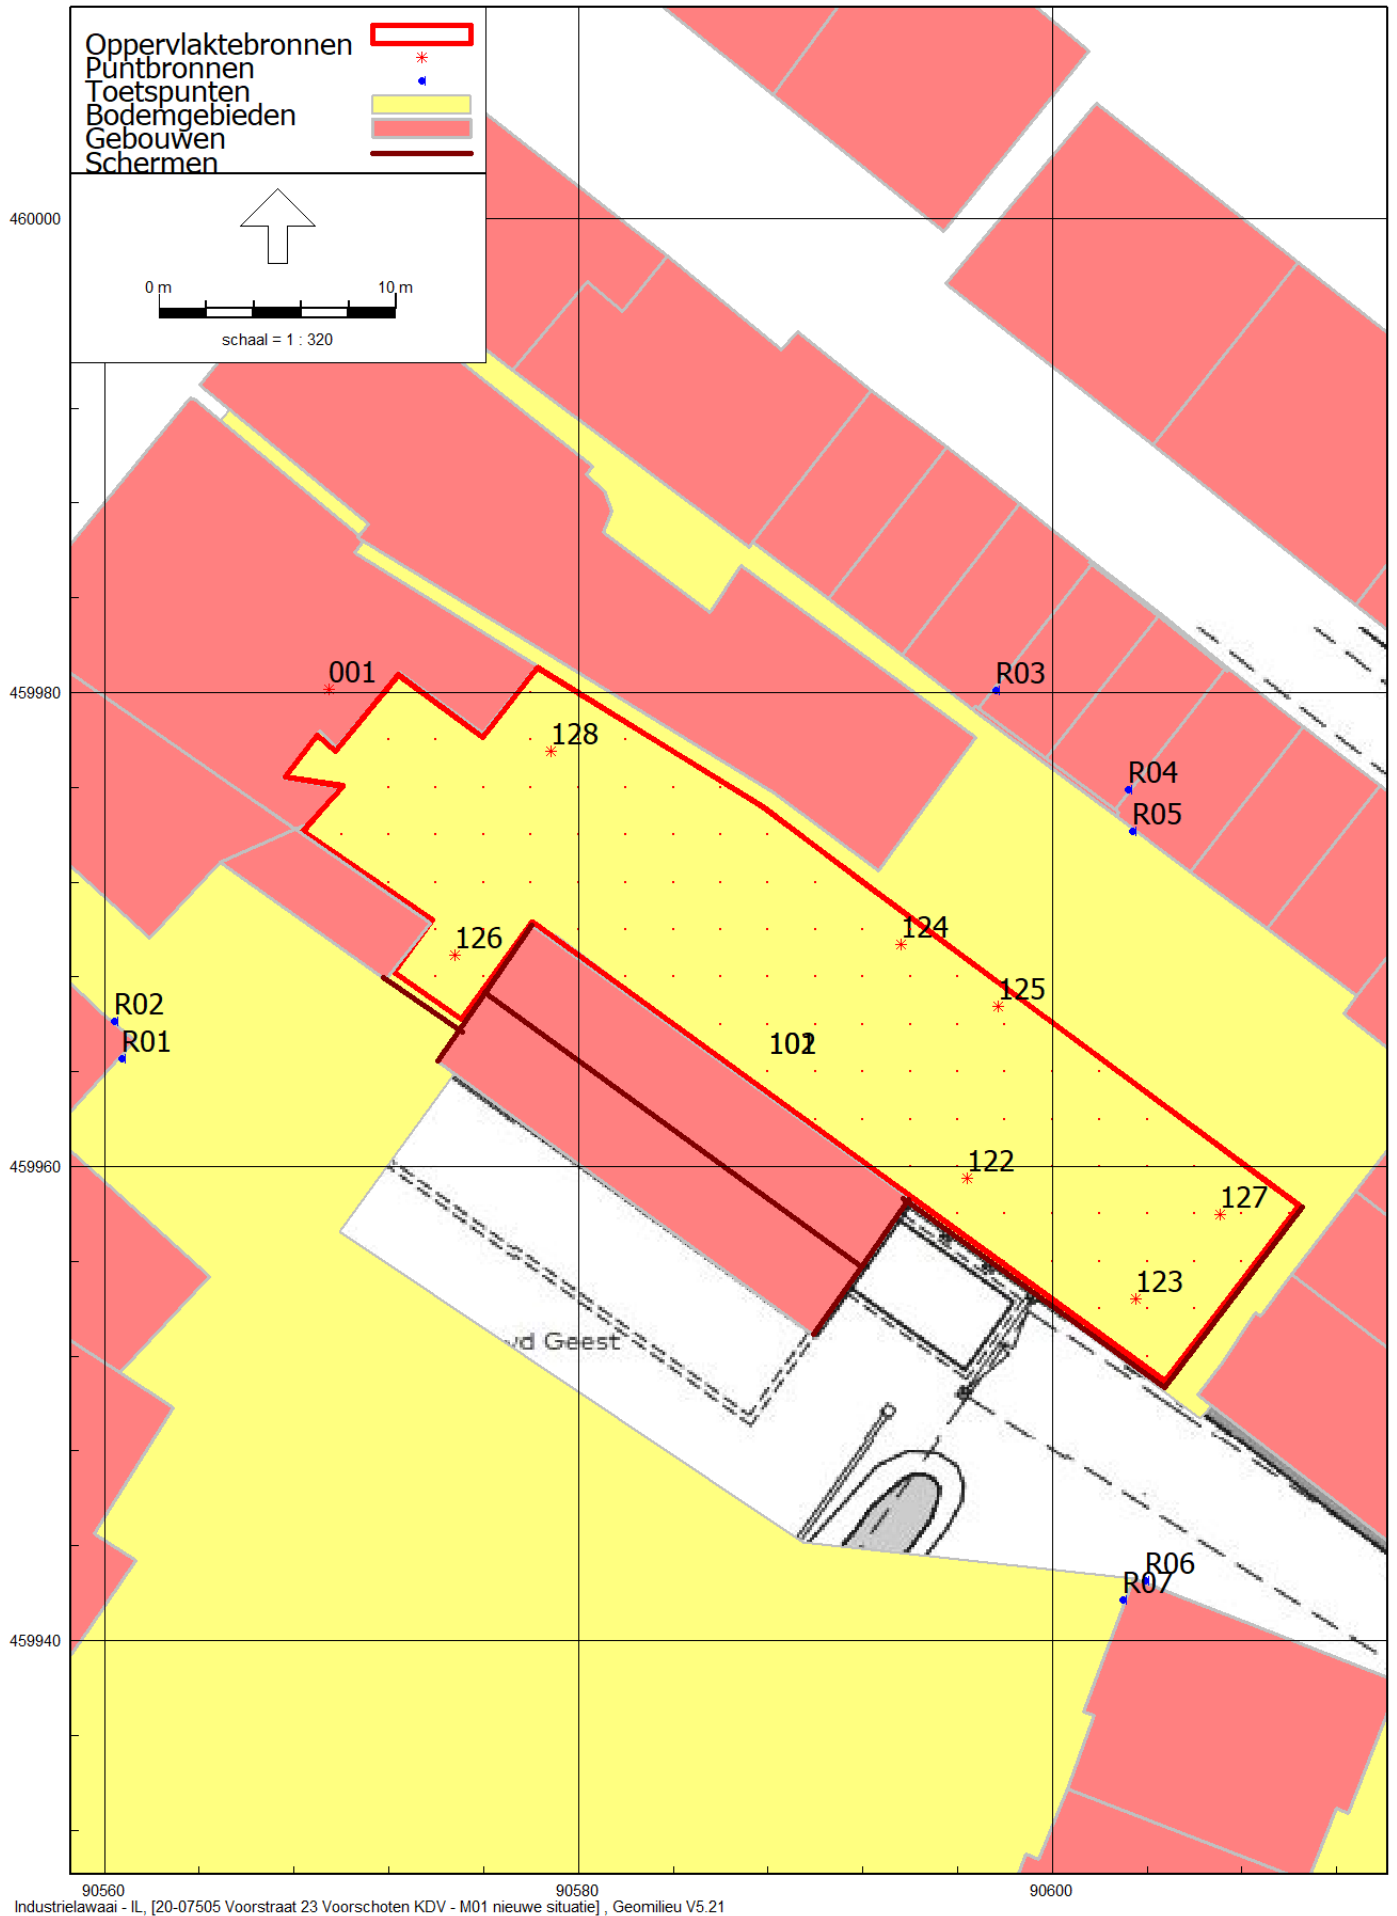 Oppervlaktebronnen
Puntbronnen
Toetspunten
Bodemgebieden
Gebouwen
Schermen
460000
0 m 10 m
schaal = 1 : 320
001
459980
R03
128
R04
R05
124
126
125
R02
R01
122
459960
127
123
Geest
R06
R07
459940
90560 90580 90600
Industrielawaai - IL, [20-07505 Voorstraat 23 Voorschoten KDV - M01 nieuwe situatie] , Geomilieu V5.21